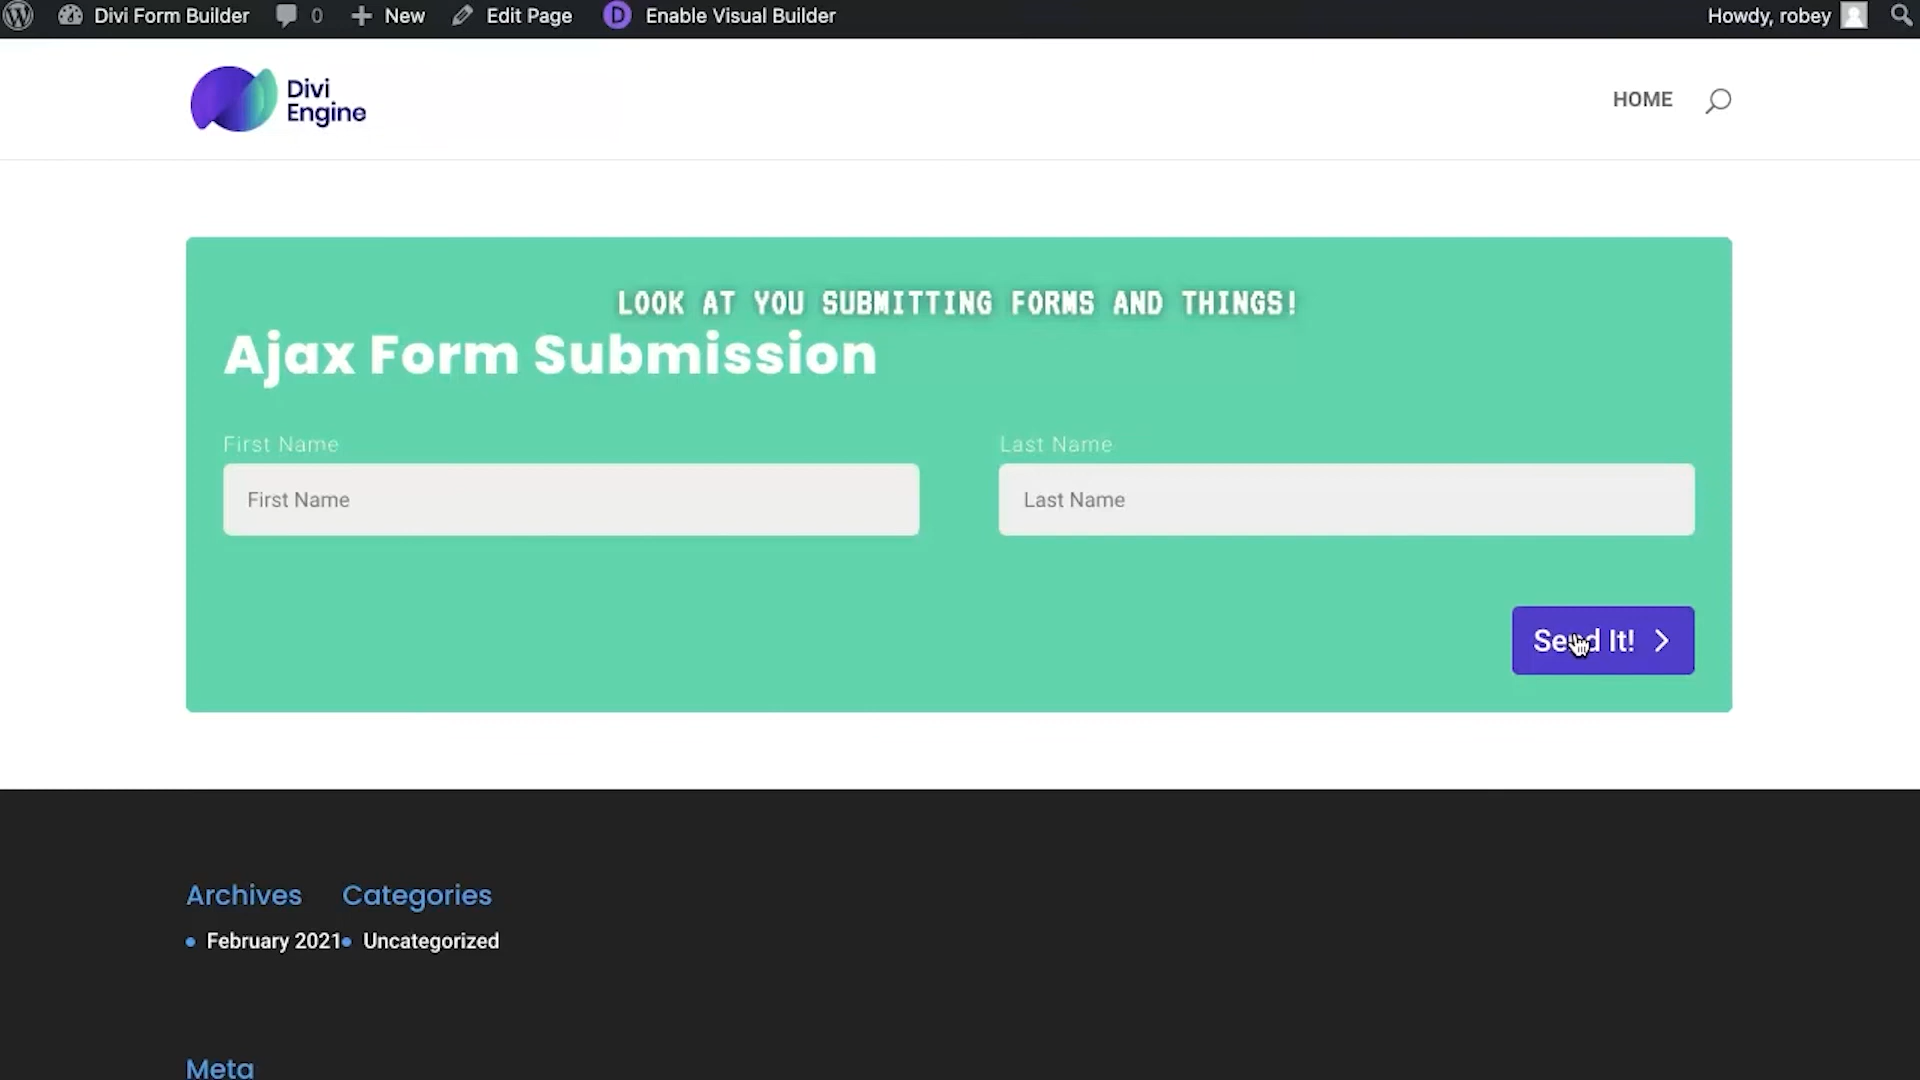 Divi Form Builder 0 New Edit Page D Enable Visual Builder Howdy, robey
Divi
Engine
HOME
LOOK AT YOU SUBMITTING FORMS AND THINGS!
Ajax Form Submission
First Name Last Name
First Name Last Name
Send It!
Archives Categories
February 2021 Uncategorized
Meta